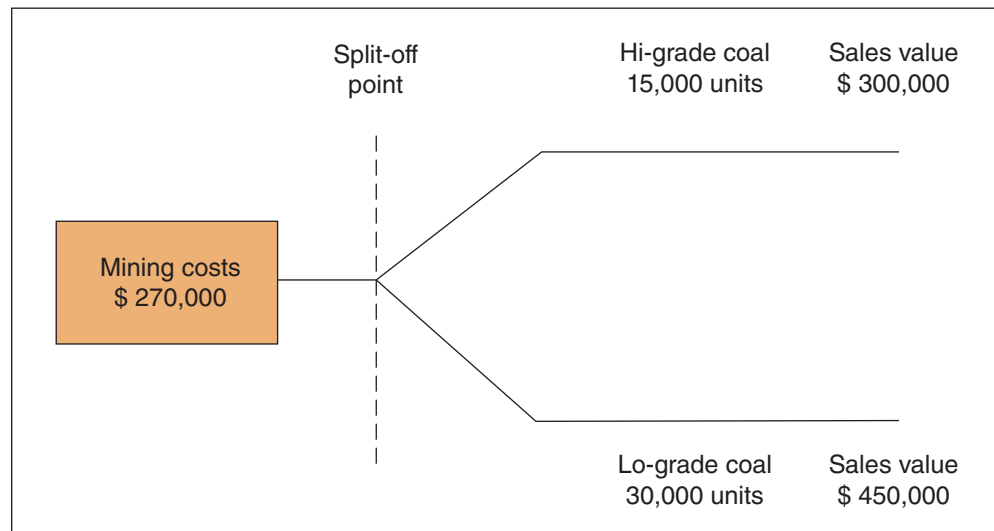 Split-off
point
Hi-grade coal
15,000 units
Sales value
$ 300,000
Mining costs
$ 270,000
Lo-grade coal
30,000 units
Sales value
$ 450,000